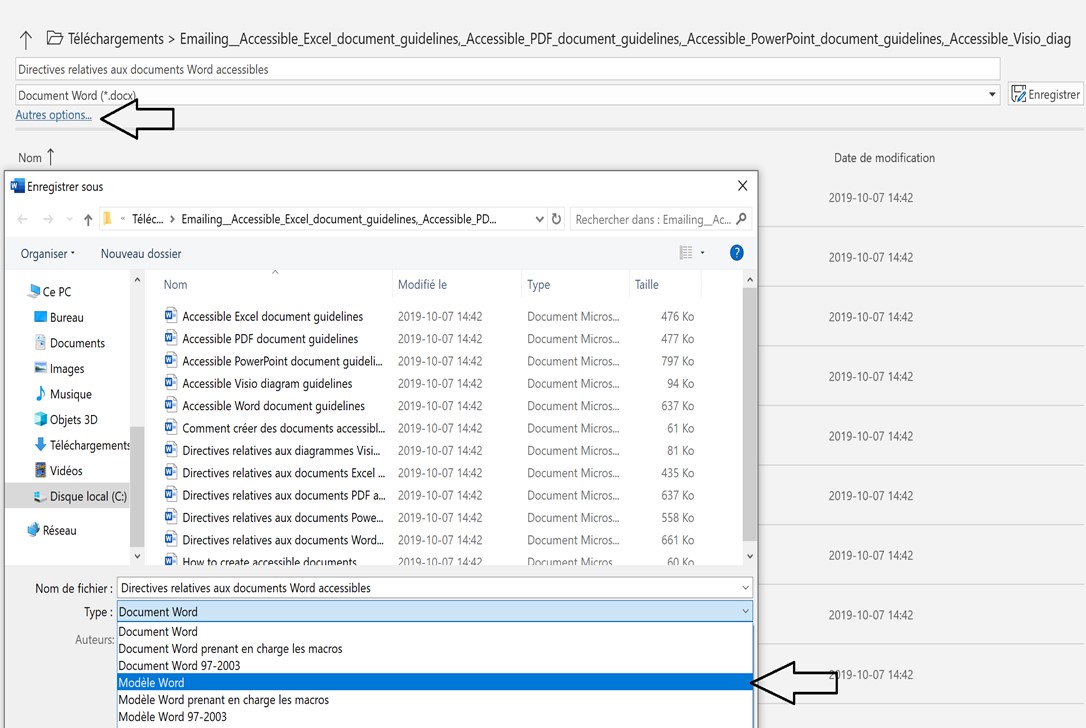 Téléchargements > Emailing__Accessible_Excel_document_guidelines,_Accessible_PDF_document_guidelines,_Accessible_PowerPoint_document_guidelines,_Accessible_Visio_diag
Directives relatives aux documents Word accessibles
Document Word (*.docx)
Enregistrer
Autres options...
Nom
Date de modification
2019-10-07 14:42
2019-10-07 14:42
2019-10-07 14:42
2019-10-07 14:42
2019-10-07 14:42
2019-10-07 14:42
2019-10-07 14:42
2019-10-07 14:42
2019-10-07 14:42
Enregistrer sous
« Téléc... > Emailing__Accessible_Excel_document_guidelines,_Accessible_PD...
Rechercher dans : Emailing__Ac...
Organiser
Nouveau dossier
?
Ce PC
Bureau
Documents
Images
Musique
Objets 3D
Téléchargements
Vidéos
Disque local (C:)
Réseau
Nom Modifié le Type Taille
Accessible Excel document guidelines 2019-10-07 14:42 Document Micros... 476 Ko
Accessible PDF document guidelines 2019-10-07 14:42 Document Micros... 477 Ko
Accessible PowerPoint document guideli... 2019-10-07 14:42 Document Micros... 797 Ko
Accessible Visio diagram guidelines 2019-10-07 14:42 Document Micros... 94 Ko
Accessible Word document guidelines 2019-10-07 14:42 Document Micros... 637 Ko
Comment créer des documents accessibl... 2019-10-07 14:42 Document Micros... 61 Ko
Directives relatives aux diagrammes Visi... 2019-10-07 14:42 Document Micros... 81 Ko
Directives relatives aux documents Excel ... 2019-10-07 14:42 Document Micros... 435 Ko
Directives relatives aux documents PDF a... 2019-10-07 14:42 Document Micros... 637 Ko
Directives relatives aux documents Powe... 2019-10-07 14:42 Document Micros... 558 Ko
Directives relatives aux documents Word... 2019-10-07 14:42 Document Micros... 661 Ko
How to create accessible documents 2019-10-07 14:42 Document Micros... 60 Ko
Nom de fichier : Directives relatives aux documents Word accessibles
Type : Document Word
Auteurs:
Document Word
Document Word prenant en charge les macros
Document Word 97-2003
Modèle Word
Modèle Word prenant en charge les macros
Modèle Word 97-2003